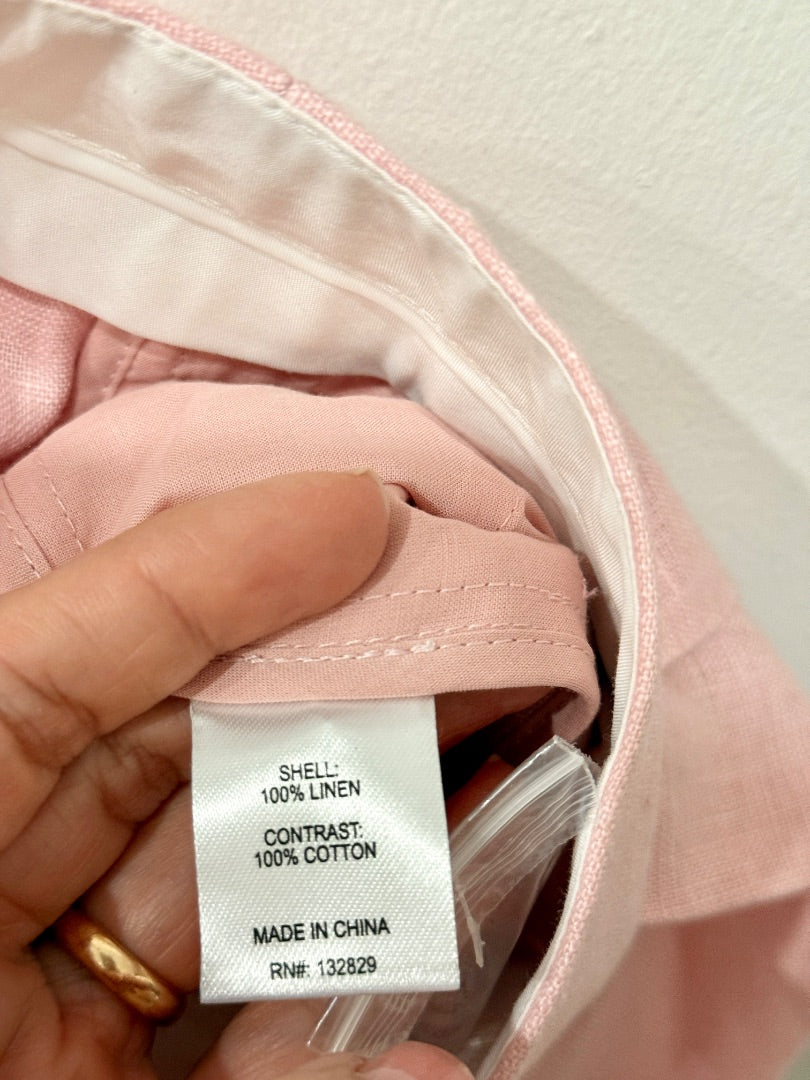 SHELL:
100% LINEN
CONTRAST:
100% COTTON
MADE IN CHINA
RN#: 132829